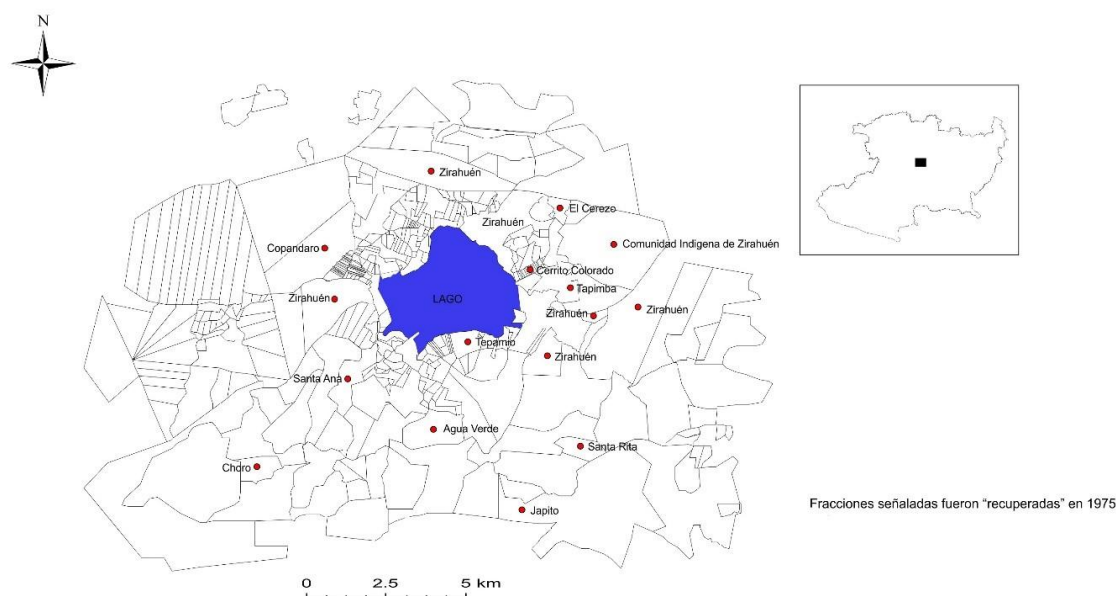 N
Zirahuén
El Cerezo
Zirahuén
Comunidad Indigena de Zirahuén
Copandaro
Cerrito Colorado
Tapimba
Zirahuén
LAGO
Zirahuén
Zirahuén
Tepamio
Zirahuén
Santa Ana
Agua Verde
Santa Rita
Choro
Fracciones señaladas fueron “recuperadas” en 1975
Japito
0 2.5 5 km